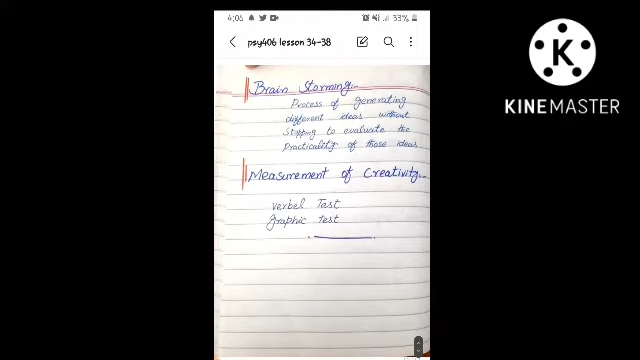 4:06 33%
psy406 lesson 34-38
Brain Storming:-
Process of generating
different ideas without
Stopping to evaluate the
Practicality of those ideas
Measurement of Creativity:-
verbel Test
graphic test
K
KINEMASTER